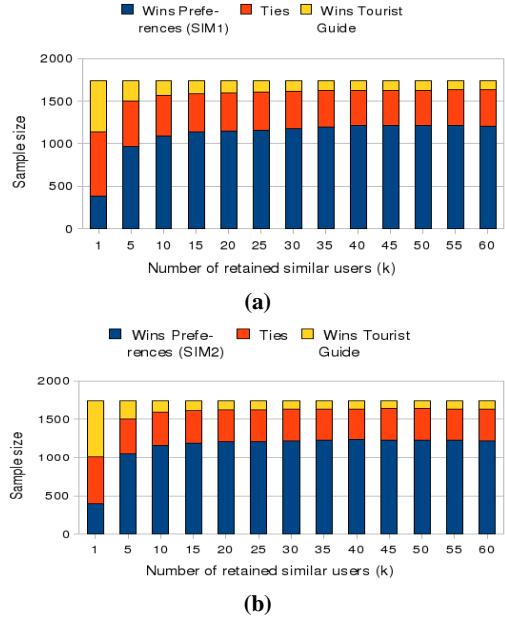 Wins Prefe- Ties Wins Tourist
rences (SIM1) Guide
2000
1500
1000
500
0
Sample size
1 5 10 15 20 25 30 35 40 45 50 55 60
Number of retained similar users (k)
(a)
Wins Prefe- Ties Wins Tourist
rences (SIM2) Guide
2000
1500
1000
500
0
Sample size
1 5 10 15 20 25 30 35 40 45 50 55 60
Number of retained similar users (k)
(b)